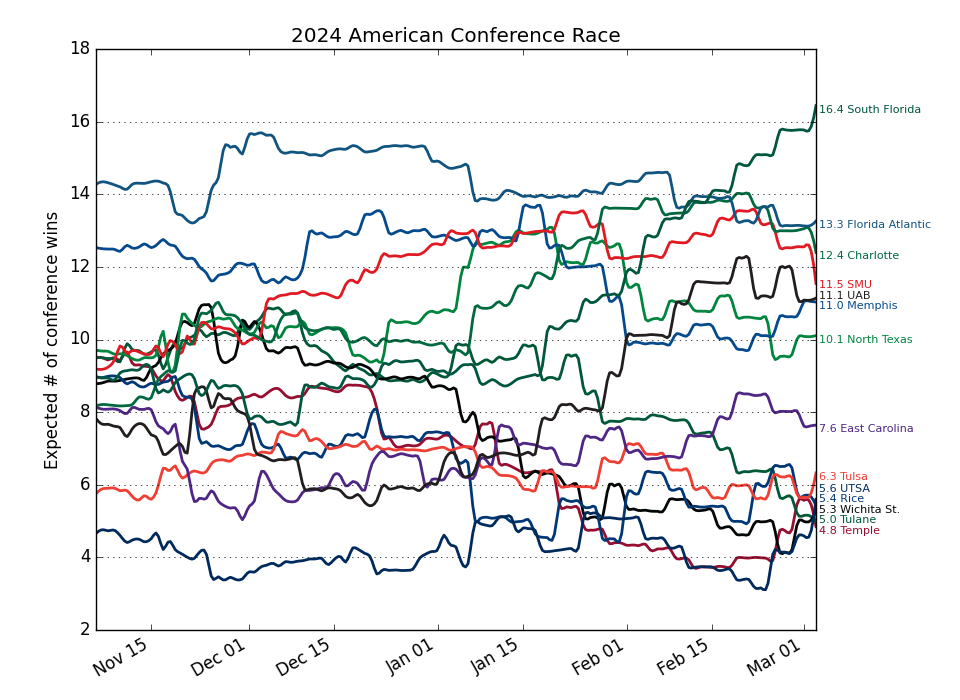 2024 American Conference Race
Expected # of conference wins
18
16
14
12
10
8
6
4
2
Nov 15
Dec 01
Dec 15
Jan 01
Jan 15
Feb 01
Feb 15
Mar 01
16.4 South Florida
13.3 Florida Atlantic
12.4 Charlotte
11.5 SMU
11.1 UAB
11.0 Memphis
10.1 North Texas
7.6 East Carolina
6.3 Tulsa
5.6 UTSA
5.4 Rice
5.3 Wichita St.
5.0 Tulane
4.8 Temple